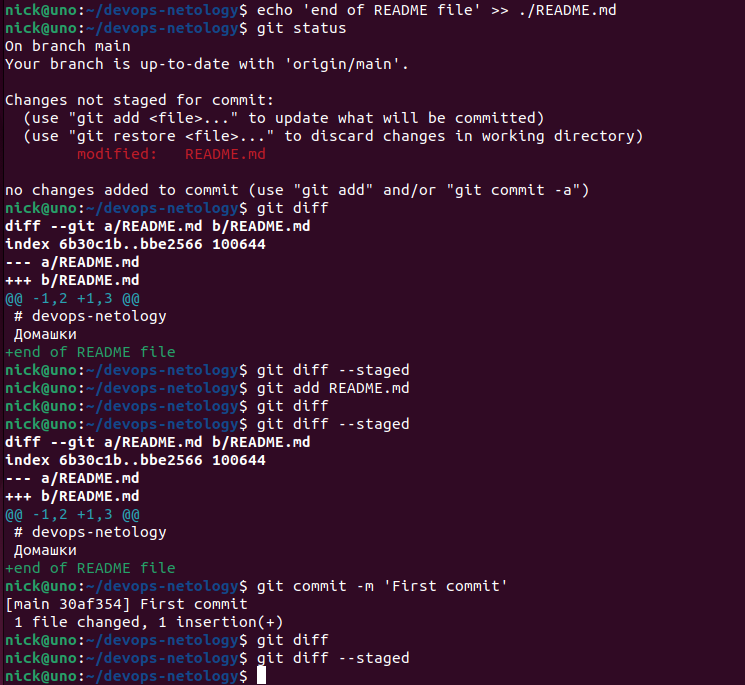 nick@uno:~/devops-netology$ echo 'end of README file' >> ./README.md
nick@uno:~/devops-netology$ git status
On branch main
Your branch is up-to-date with 'origin/main'.

Changes not staged for commit:
  (use "git add <file>..." to update what will be committed)
  (use "git restore <file>..." to discard changes in working directory)
        modified:   README.md

no changes added to commit (use "git add" and/or "git commit -a")
nick@uno:~/devops-netology$ git diff
diff --git a/README.md b/README.md
index 6b30c1b..bbe2566 100644
--- a/README.md
+++ b/README.md
@@ -1,2 +1,3 @@
 # devops-netology
 Домашки
+end of README file
nick@uno:~/devops-netology$ git diff --staged
nick@uno:~/devops-netology$ git add README.md
nick@uno:~/devops-netology$ git diff
nick@uno:~/devops-netology$ git diff --staged
diff --git a/README.md b/README.md
index 6b30c1b..bbe2566 100644
--- a/README.md
+++ b/README.md
@@ -1,2 +1,3 @@
 # devops-netology
 Домашки
+end of README file
nick@uno:~/devops-netology$ git commit -m 'First commit'
[main 30af354] First commit
 1 file changed, 1 insertion(+)
nick@uno:~/devops-netology$ git diff
nick@uno:~/devops-netology$ git diff --staged
nick@uno:~/devops-netology$